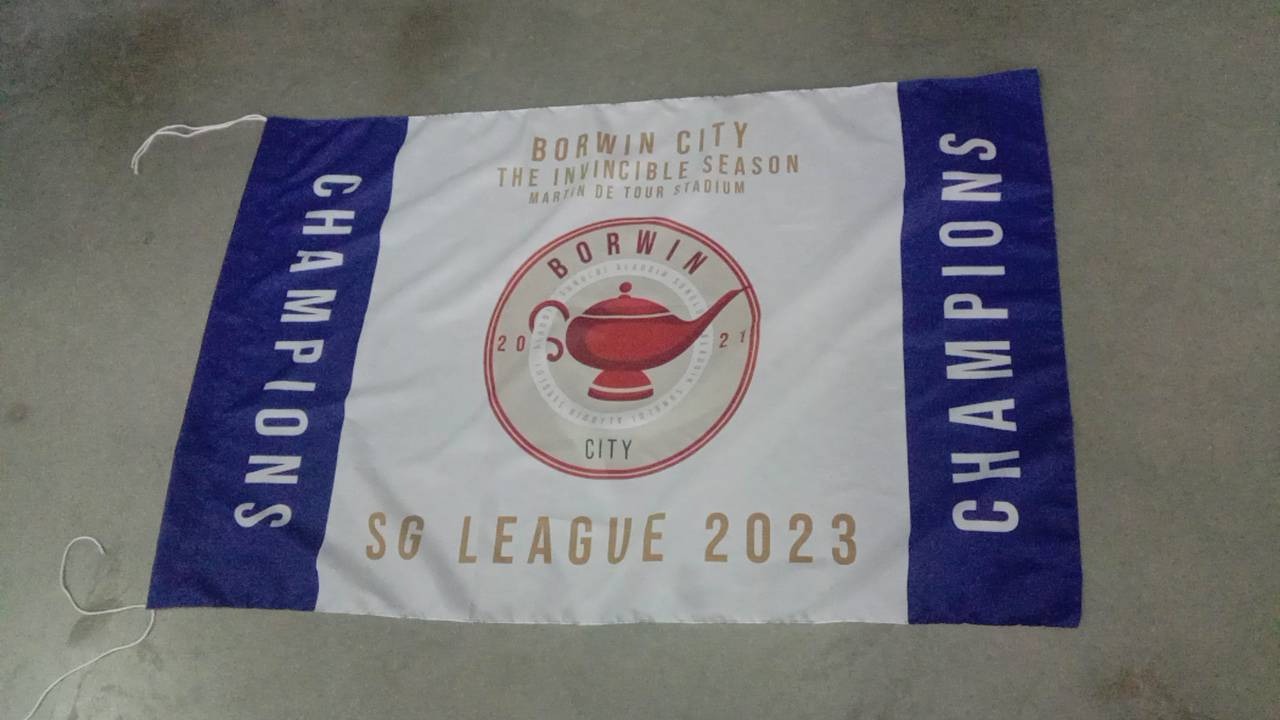 BORWIN CITY
THE INVINCIBLE SEASON
MARTIN DE TOUR STADIUM
CHAMPIONS
BORWIN
20 21
CITY
CHAMPIONS
SG LEAGUE 2023